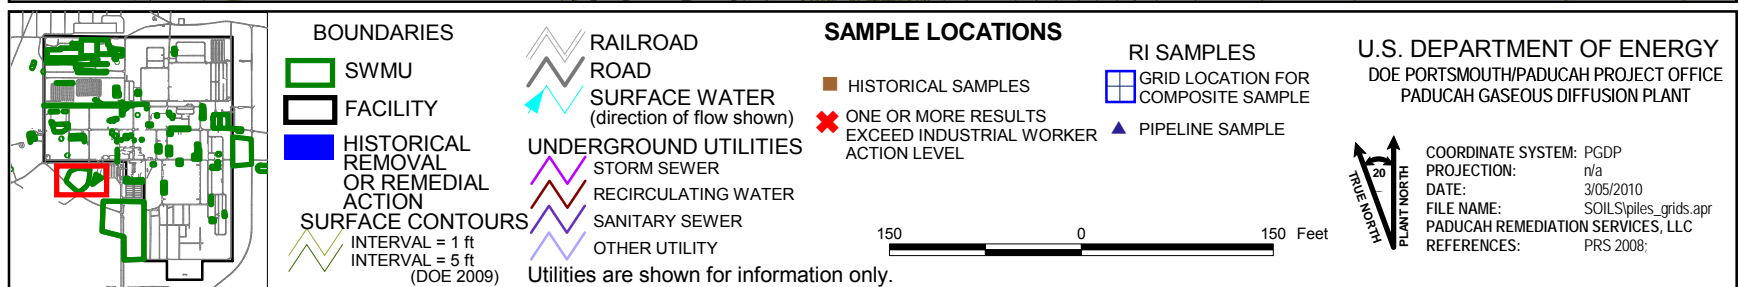 BOUNDARIES
SWMU
FACILITY
HISTORICAL
REMOVAL
OR REMEDIAL
ACTION
SURFACE CONTOURS
INTERVAL = 1 ft
INTERVAL = 5 ft
(DOE 2009)
RAILROAD
ROAD
SURFACE WATER
(direction of flow shown)
UNDERGROUND UTILITIES
STORM SEWER
RECIRCULATING WATER
SANITARY SEWER
OTHER UTILITY
Utilities are shown for information only.
SAMPLE LOCATIONS
HISTORICAL SAMPLES
ONE OR MORE RESULTS
EXCEED INDUSTRIAL WORKER
ACTION LEVEL
RI SAMPLES
GRID LOCATION FOR
COMPOSITE SAMPLE
PIPELINE SAMPLE
150 0 150 Feet
U.S. DEPARTMENT OF ENERGY
DOE PORTSMOUTH/PADUCAH PROJECT OFFICE
PADUCAH GASEOUS DIFFUSION PLANT
20
TRUE NORTH
PLANT NORTH
COORDINATE SYSTEM: PGDP
PROJECTION: n/a
DATE: 3/05/2010
FILE NAME: SOILS\piles_grids.apr
PADUCAH REMEDIATION SERVICES, LLC
REFERENCES: PRS 2008;